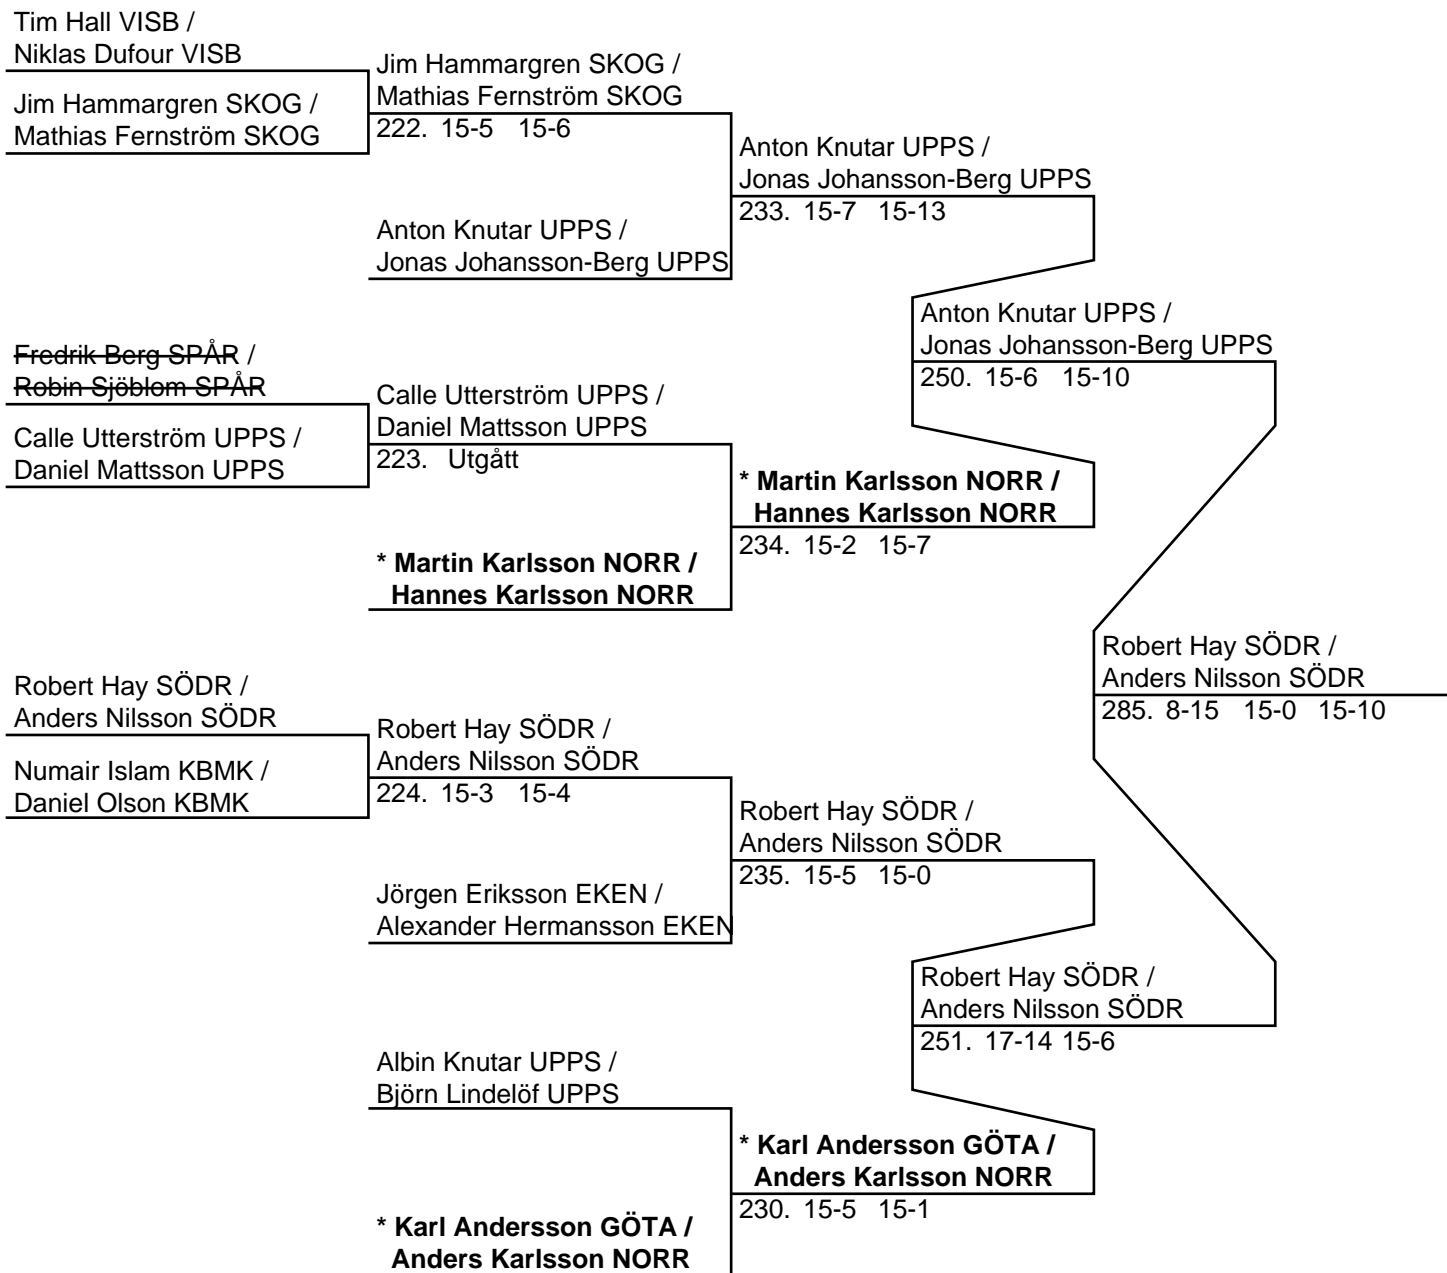 Tim Hall VISB /
Niklas Dufour VISB
Jim Hammargren SKOG /
Mathias Fernström SKOG
Jim Hammargren SKOG /
Mathias Fernström SKOG
222. 15-5 15-6
Anton Knutar UPPS /
Jonas Johansson-Berg UPPS
233. 15-7 15-13
Anton Knutar UPPS /
Jonas Johansson-Berg UPPS
Anton Knutar UPPS /
Jonas Johansson-Berg UPPS
250. 15-6 15-10
Fredrik Berg SPÅR /
Robin Sjöblom SPÅR
Calle Utterström UPPS /
Daniel Mattsson UPPS
Calle Utterström UPPS /
Daniel Mattsson UPPS
223. Utgått
* Martin Karlsson NORR /
Hannes Karlsson NORR
234. 15-2 15-7
* Martin Karlsson NORR /
Hannes Karlsson NORR
Robert Hay SÖDR /
Anders Nilsson SÖDR
285. 8-15 15-0 15-10
Robert Hay SÖDR /
Anders Nilsson SÖDR
Numair Islam KBMK /
Daniel Olson KBMK
Robert Hay SÖDR /
Anders Nilsson SÖDR
224. 15-3 15-4
Robert Hay SÖDR /
Anders Nilsson SÖDR
235. 15-5 15-0
Jörgen Eriksson EKEN /
Alexander Hermansson EKEN
Robert Hay SÖDR /
Anders Nilsson SÖDR
251. 17-14 15-6
Albin Knutar UPPS /
Björn Lindelöf UPPS
* Karl Andersson GÖTA /
Anders Karlsson NORR
230. 15-5 15-1
* Karl Andersson GÖTA /
Anders Karlsson NORR